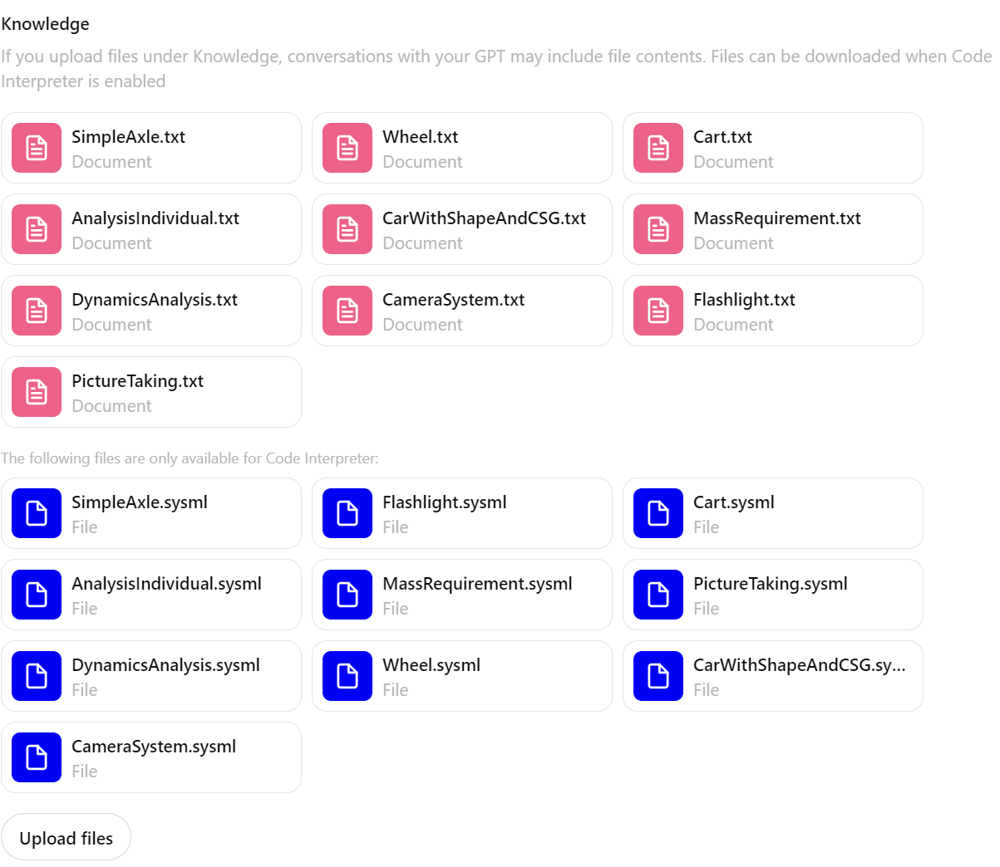 Knowledge
If you upload files under Knowledge, conversations with your GPT may include file contents. Files can be downloaded when Code
Interpreter is enabled
SimpleAxle.txt
Document
Wheel.txt
Document
Cart.txt
Document
AnalysisIndividual.txt
Document
CarWithShapeAndCSG.txt
Document
MassRequirement.txt
Document
DynamicsAnalysis.txt
Document
CameraSystem.txt
Document
Flashlight.txt
Document
PictureTaking.txt
Document
The following files are only available for Code Interpreter:
SimpleAxle.sysml
File
Flashlight.sysml
File
Cart.sysml
File
AnalysisIndividual.sysml
File
MassRequirement.sysml
File
PictureTaking.sysml
File
DynamicsAnalysis.sysml
File
Wheel.sysml
File
CarWithShapeAndCSG.sy...
File
CameraSystem.sysml
File
Upload files